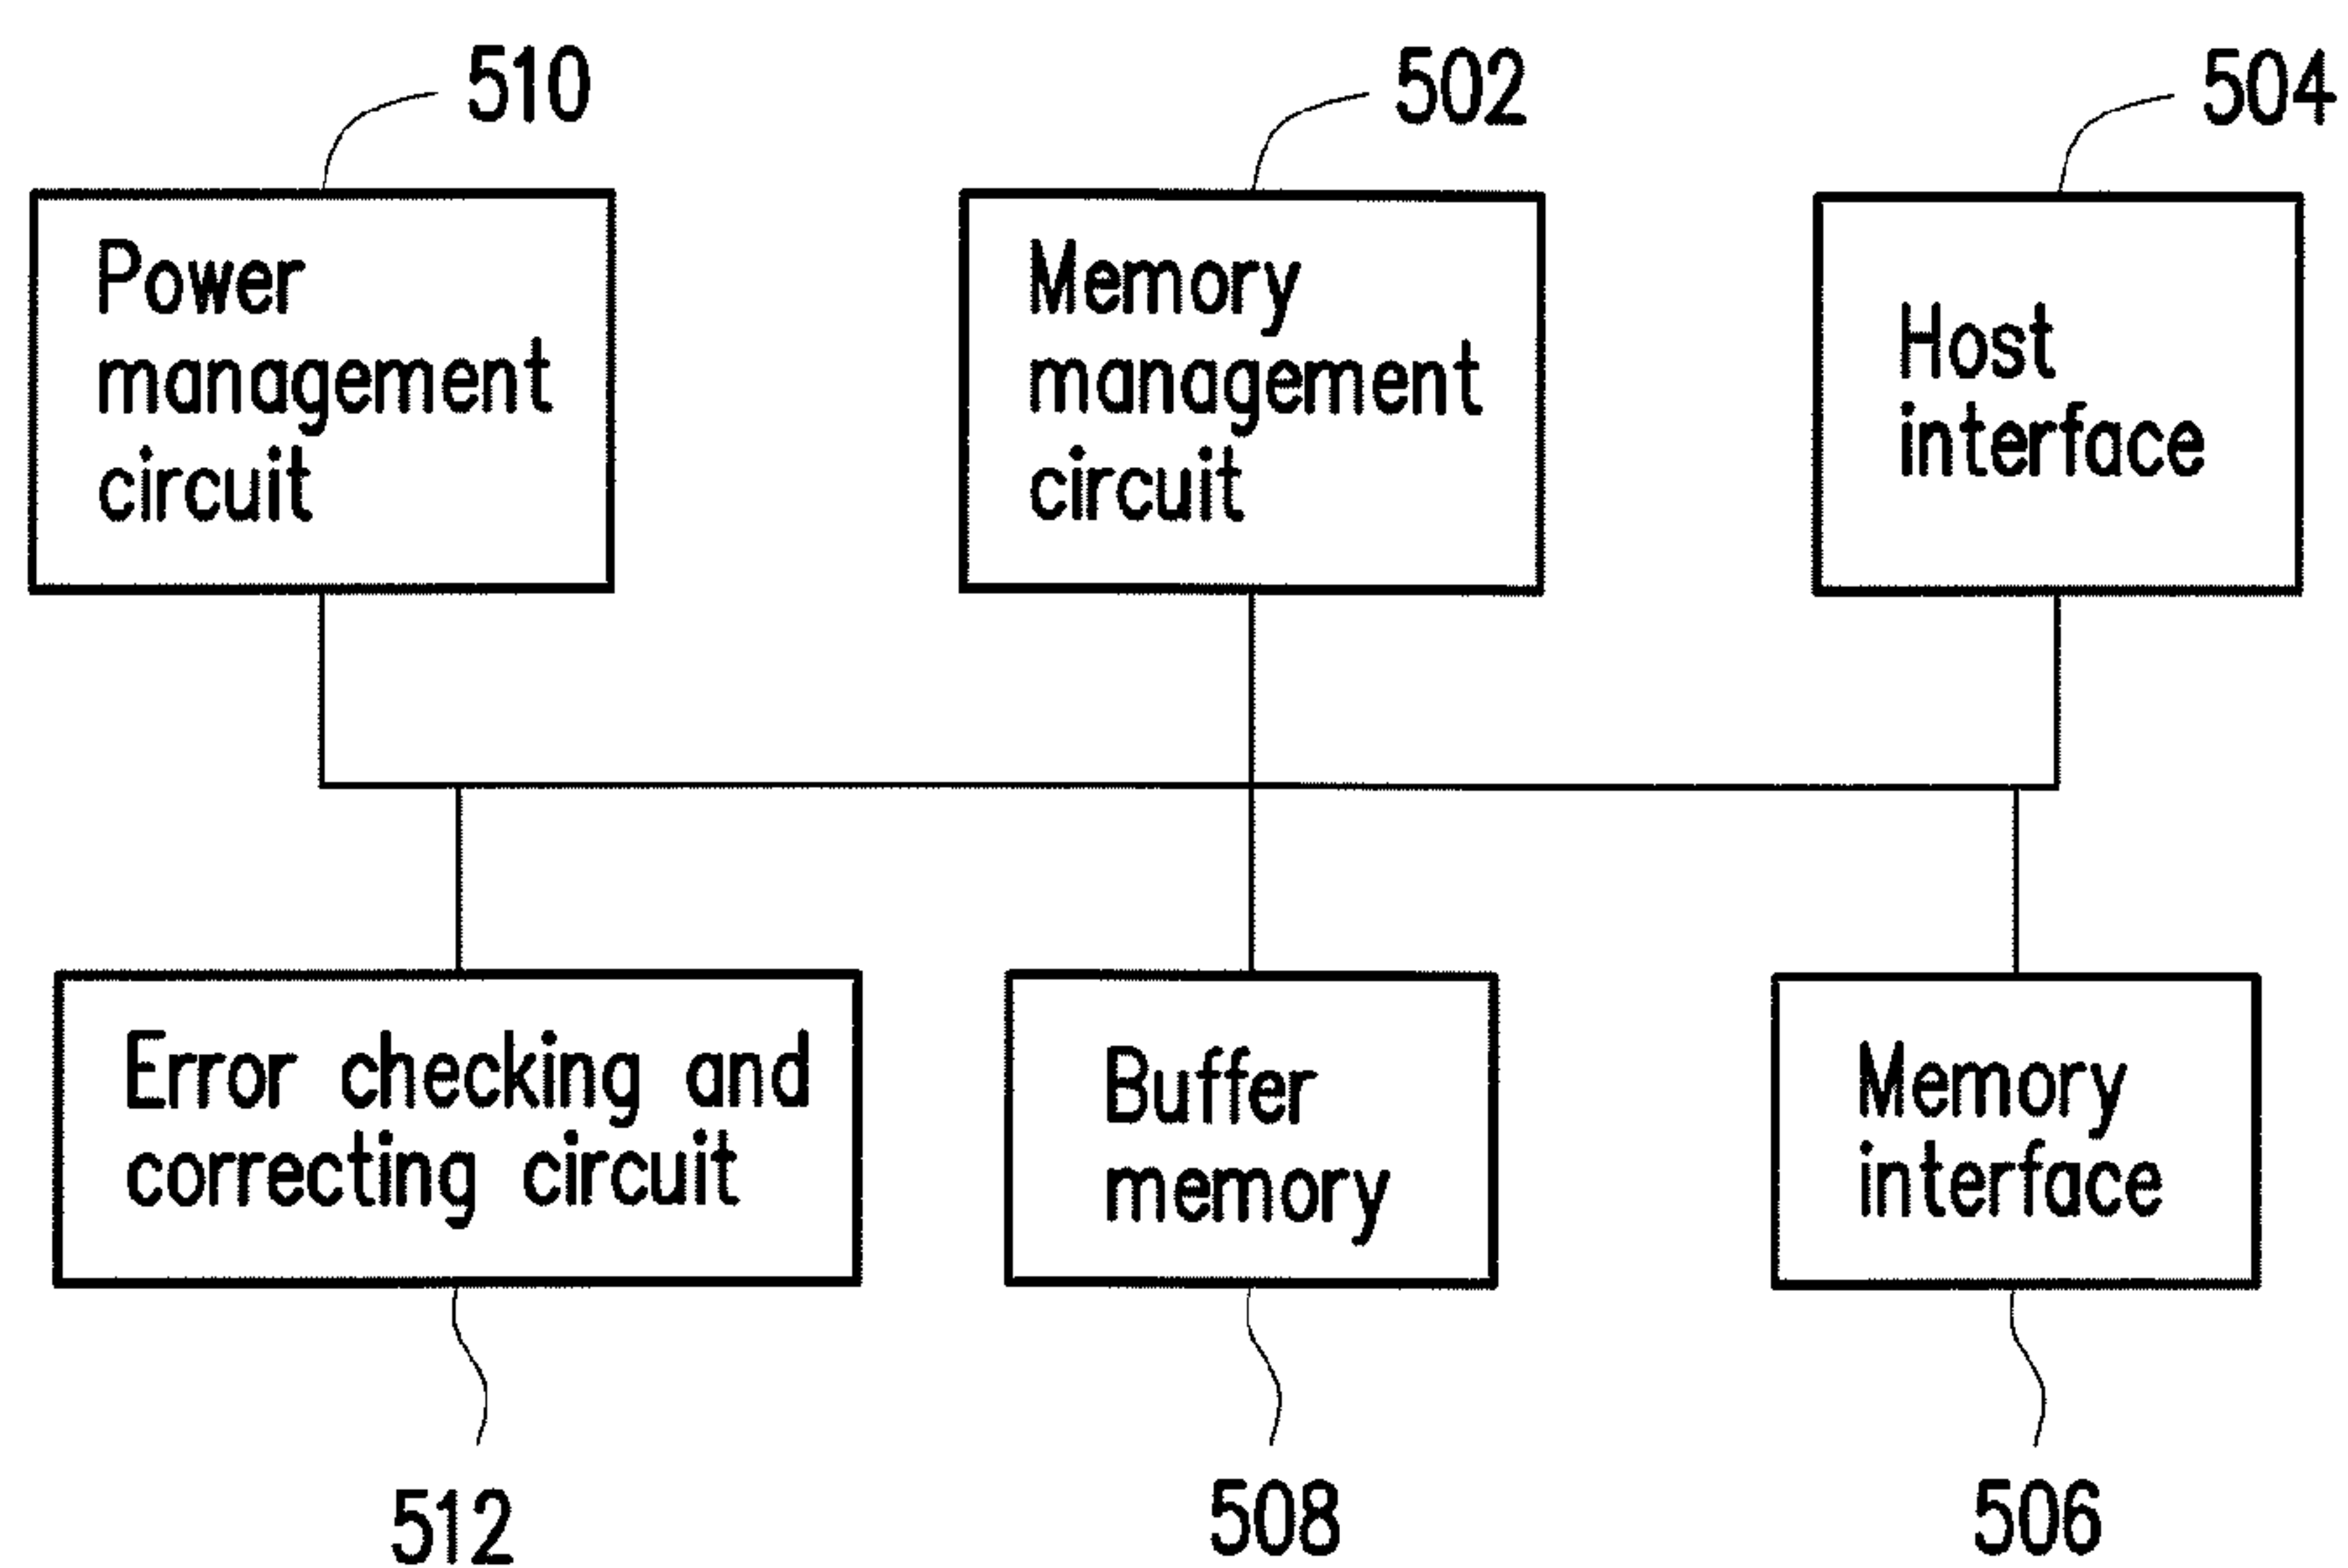 510
502
504
Power
management
circuit
Memory
management
circuit
Host
interface
Error checking and
correcting circuit
Buffer
memory
Memory
interface
512
508
506